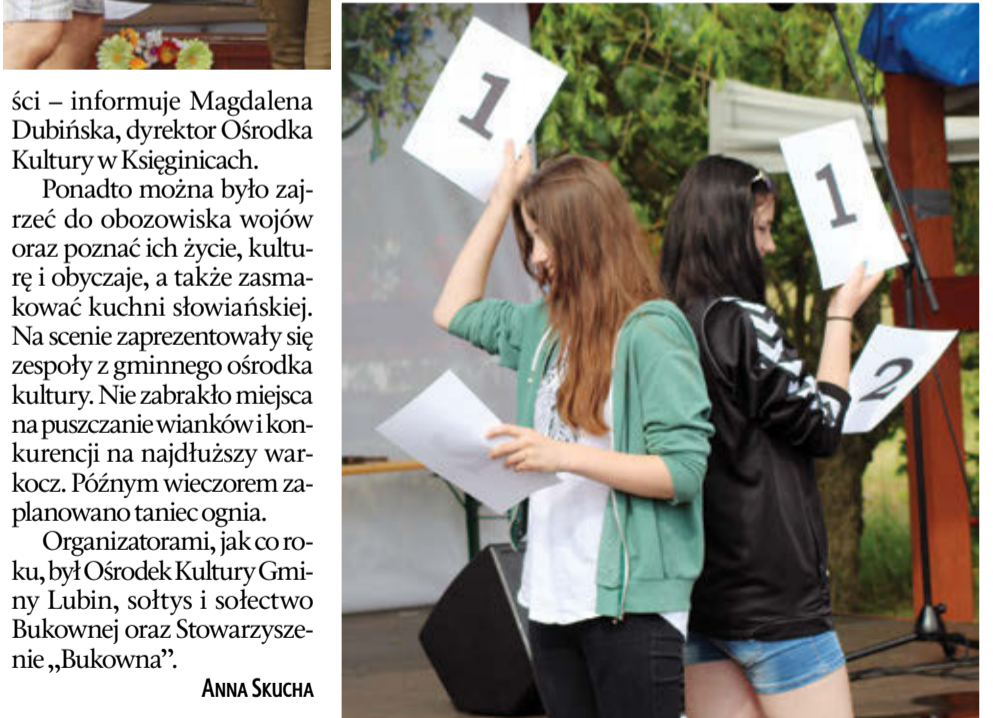 ści – informuje Magdalena
Dubińska, dyrektor Ośrodka
Kultury w Księginicach.
Ponadto można było zaj-
rzeć do obozowiska wojów
oraz poznać ich życie, kultu-
rę i obyczaje, a także zasma-
kować kuchni słowiańskiej.
Na scenie zaprezentowały się
zespoły z gminnego ośrodka
kultury. Nie zabrakło miejsca
na puszczanie wianków i kon-
kurencji na najdłuższy war-
kocz. Późnym wieczorem za-
planowano taniec ognia.
Organizatorami, jak co ro-
ku, był Ośrodek Kultury Gmi-
ny Lubin, sołtys i sołectwo
Bukownej oraz Stowarzysze-
nie „Bukowna”.
ANNA SKUCHA
1
1
2